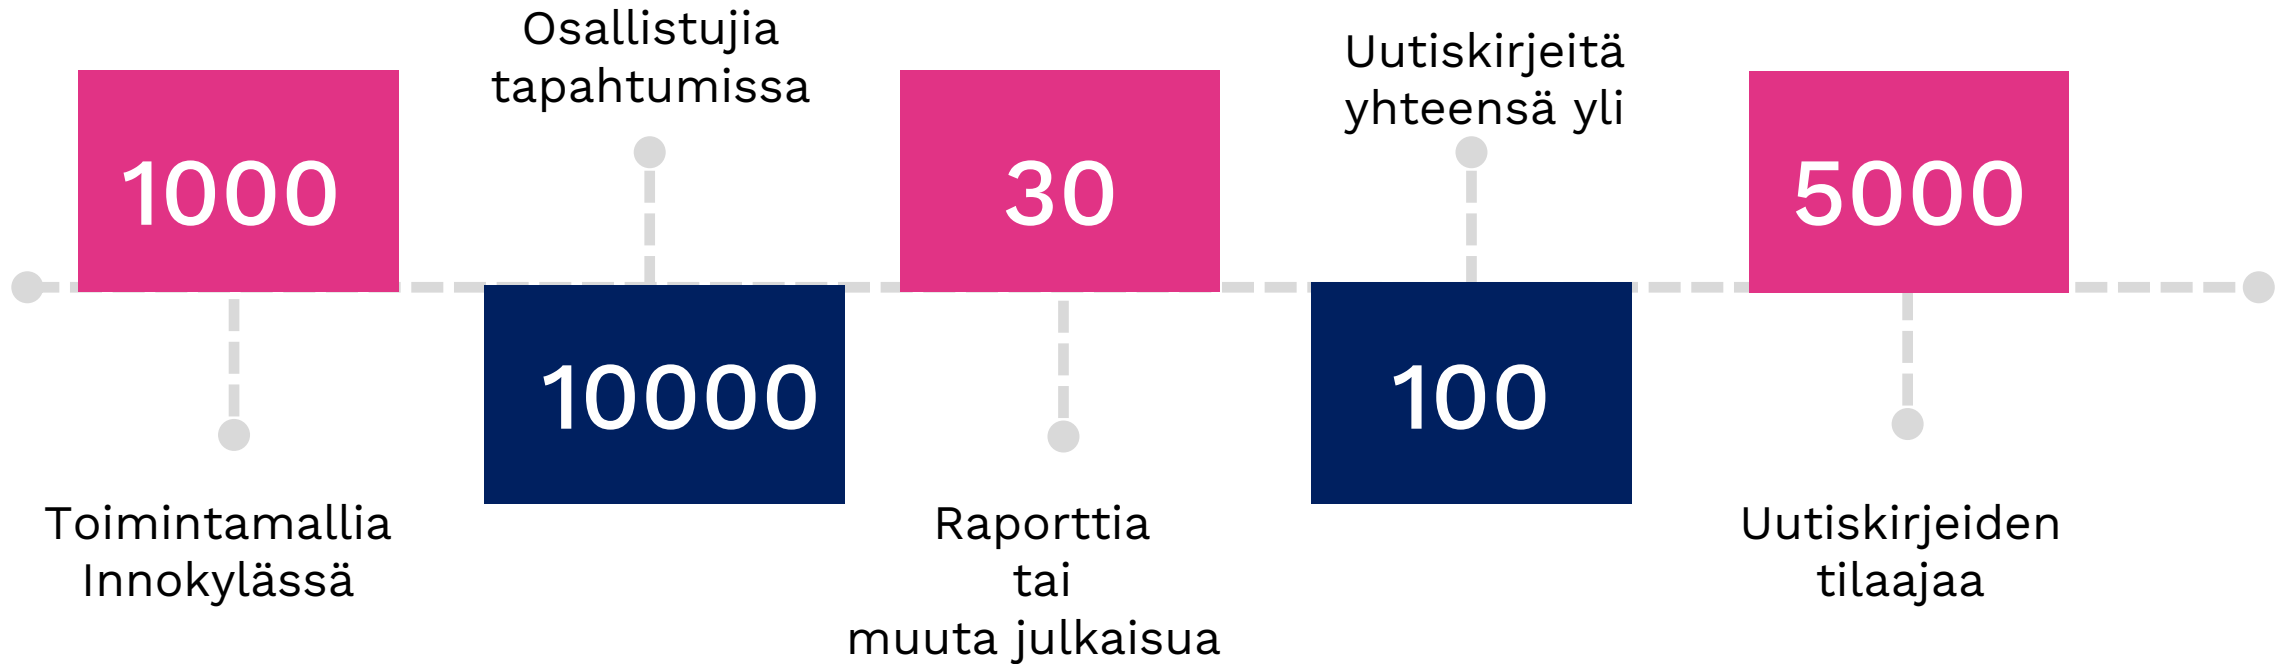 1000
Toimintamallia
Innokylässä
Osallistujia
tapahtumissa
10000
30
Raporttia
tai
muuta julkaisua
Uutiskirjeitä
yhteensä yli
100
5000
Uutiskirjeiden
tilaajaa